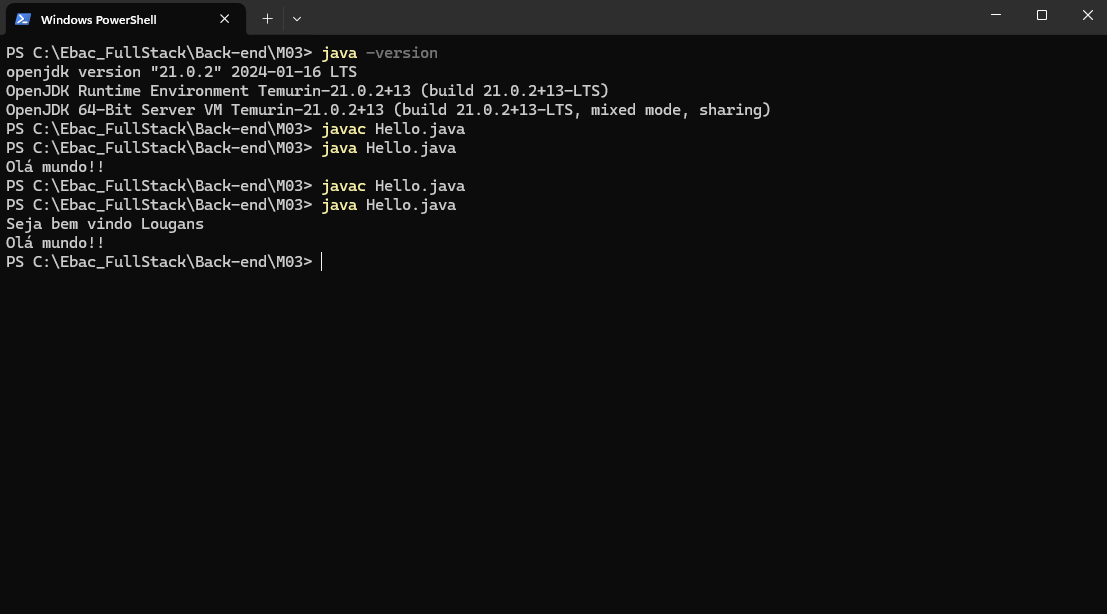 Windows PowerShell
PS C:\Ebac_FullStack\Back-end\M03> java -version
openjdk version "21.0.2" 2024-01-16 LTS
OpenJDK Runtime Environment Temurin-21.0.2+13 (build 21.0.2+13-LTS)
OpenJDK 64-Bit Server VM Temurin-21.0.2+13 (build 21.0.2+13-LTS, mixed mode, sharing)
PS C:\Ebac_FullStack\Back-end\M03> javac Hello.java
PS C:\Ebac_FullStack\Back-end\M03> java Hello.java
Olá mundo!!
PS C:\Ebac_FullStack\Back-end\M03> javac Hello.java
PS C:\Ebac_FullStack\Back-end\M03> java Hello.java
Seja bem vindo Lougans
Olá mundo!!
PS C:\Ebac_FullStack\Back-end\M03>